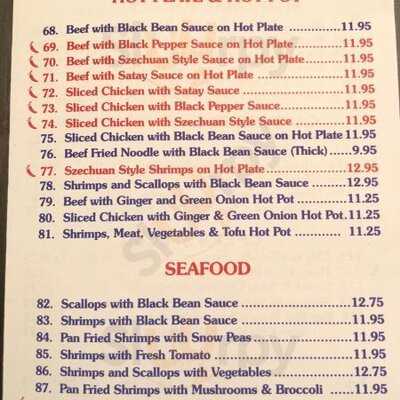 HOT PLATE & HOT POT
68. Beef with Black Bean Sauce on Hot Plate ..............11.95
69. Beef with Black Pepper Sauce on Hot Plate............11.95
70. Beef with Szechuan Style Sauce on Hot Plate .......11.95
71. Beef with Satay Sauce on Hot Plate ......................11.95
72. Sliced Chicken with Satay Sauce ..........................11.95
73. Sliced Chicken with Black Pepper Sauce...............11.95
74. Sliced Chicken with Szechuan Style Sauce ............11.95
75. Sliced Chicken with Black Bean Sauce on Hot Plate 11.95
76. Beef Fried Noodle with Black Bean Sauce (Thick).....9.95
77. Szechuan Style Shrimps on Hot Plate ....................12.95
78. Shrimps and Scallops with Black Bean Sauce .........12.95
79. Beef with Ginger and Green Onion Hot Pot ............11.25
80. Sliced Chicken with Ginger & Green Onion Hot Pot.11.25
81. Shrimps, Meat, Vegetables & Tofu Hot Pot ............. 11.25
SEAFOOD
82. Scallops with Black Bean Sauce ...........................12.75
83. Shrimps with Black Bean Sauce ...........................11.95
84. Pan Fried Shrimps with Snow Peas .......................11.95
85. Shrimps with Fresh Tomato ..................................11.95
86. Shrimps and Scallops with Vegetables ..................12.75
87. Pan Fried Shrimps with Mushrooms & Broccoli ......11.95